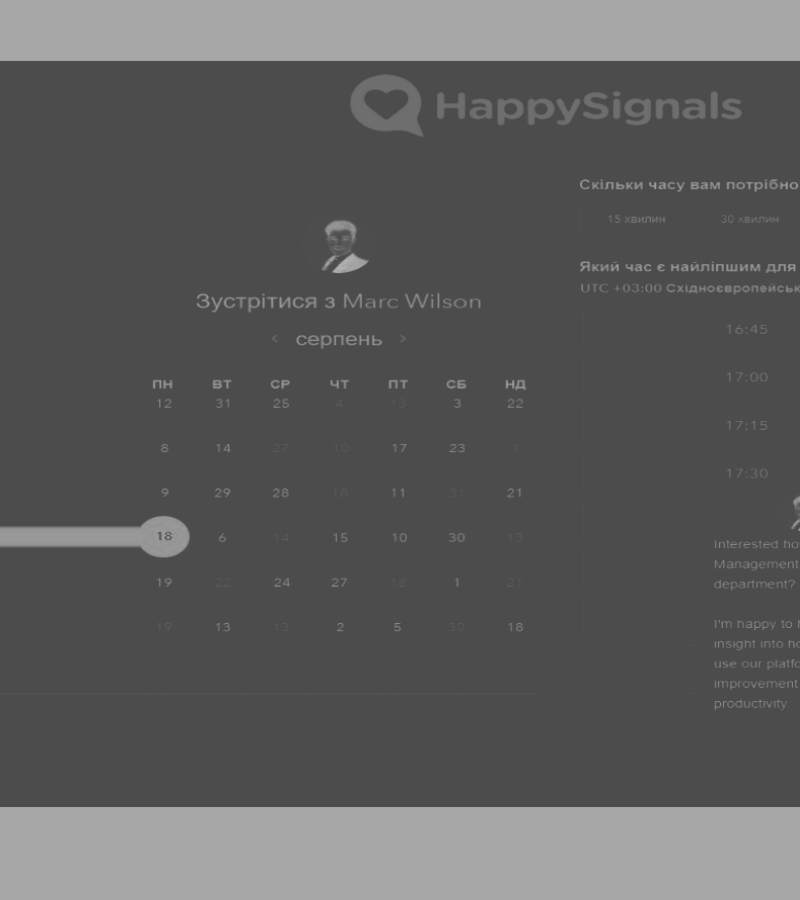 HappySignals
Зустрітися з Marc Wilson
< серпень >
ПН ВТ СР ЧТ ПТ СБ НД
12 31 25 4 13 3 22
8 14 27 10 17 23 1
9 29 28 18 11 31 21
18 6 14 15 10 30 13
19 22 24 27 16 1 21
19 13 13 2 5 30 18
Скільки часу вам потрібно
15 хвилин 30 хвилин
Який час є найліпшим для
UTC +03:00 Східноєвропейськ
16:45
17:00
17:15
17:30
Interested ho
Management
department?
I'm happy to h
insight into ho
use our platfo
improvement
productivity.